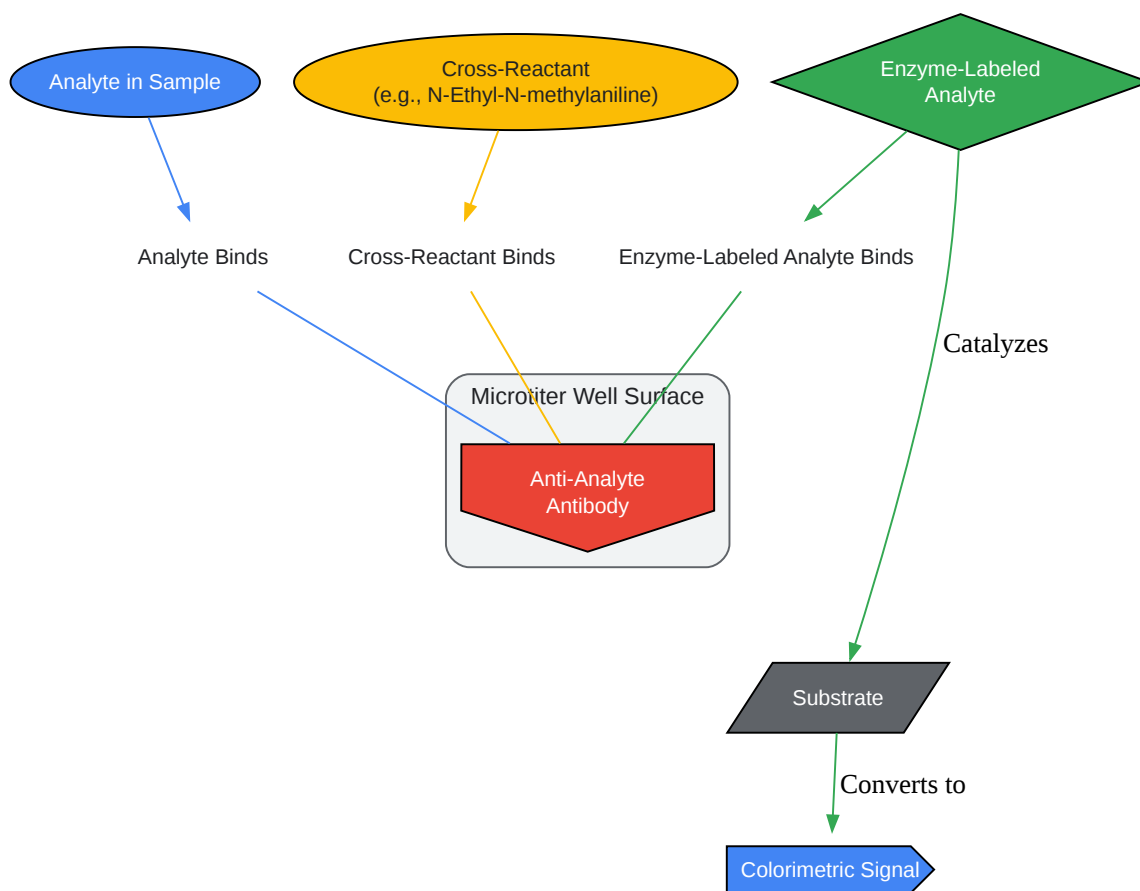 Analyte in Sample
Cross-Reactant
(e.g., N-Ethyl-N-methylaniline)
Enzyme-Labeled
Analyte
Analyte Binds
Cross-Reactant Binds
Enzyme-Labeled Analyte Binds
Catalyzes
Microtiter Well Surface
Anti-Analyte
Antibody
Substrate
Converts to
Colorimetric Signal